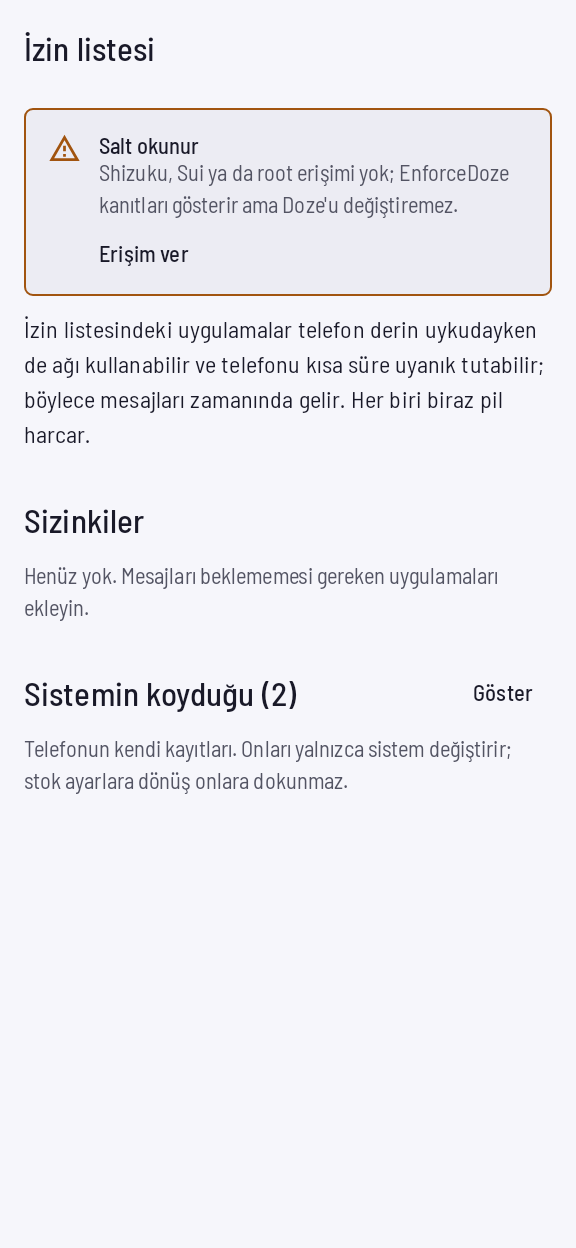 İzin listesi
Salt okunur
Shizuku, Sui ya da root erişimi yok; EnforceDoze
kanıtları gösterir ama Doze'u değiştiremez.
Erişim ver
İzin listesindeki uygulamalar telefon derin uykudayken
de ağı kullanabilir ve telefonu kısa süre uyanık tutabilir;
böylece mesajları zamanında gelir. Her biri biraz pil
harcar.
Sizinkiler
Henüz yok. Mesajları beklememesi gereken uygulamaları
ekleyin.
Sistemin koyduğu (2) Göster
Telefonun kendi kayıtları. Onları yalnızca sistem değiştirir;
stok ayarlara dönüş onlara dokunmaz.